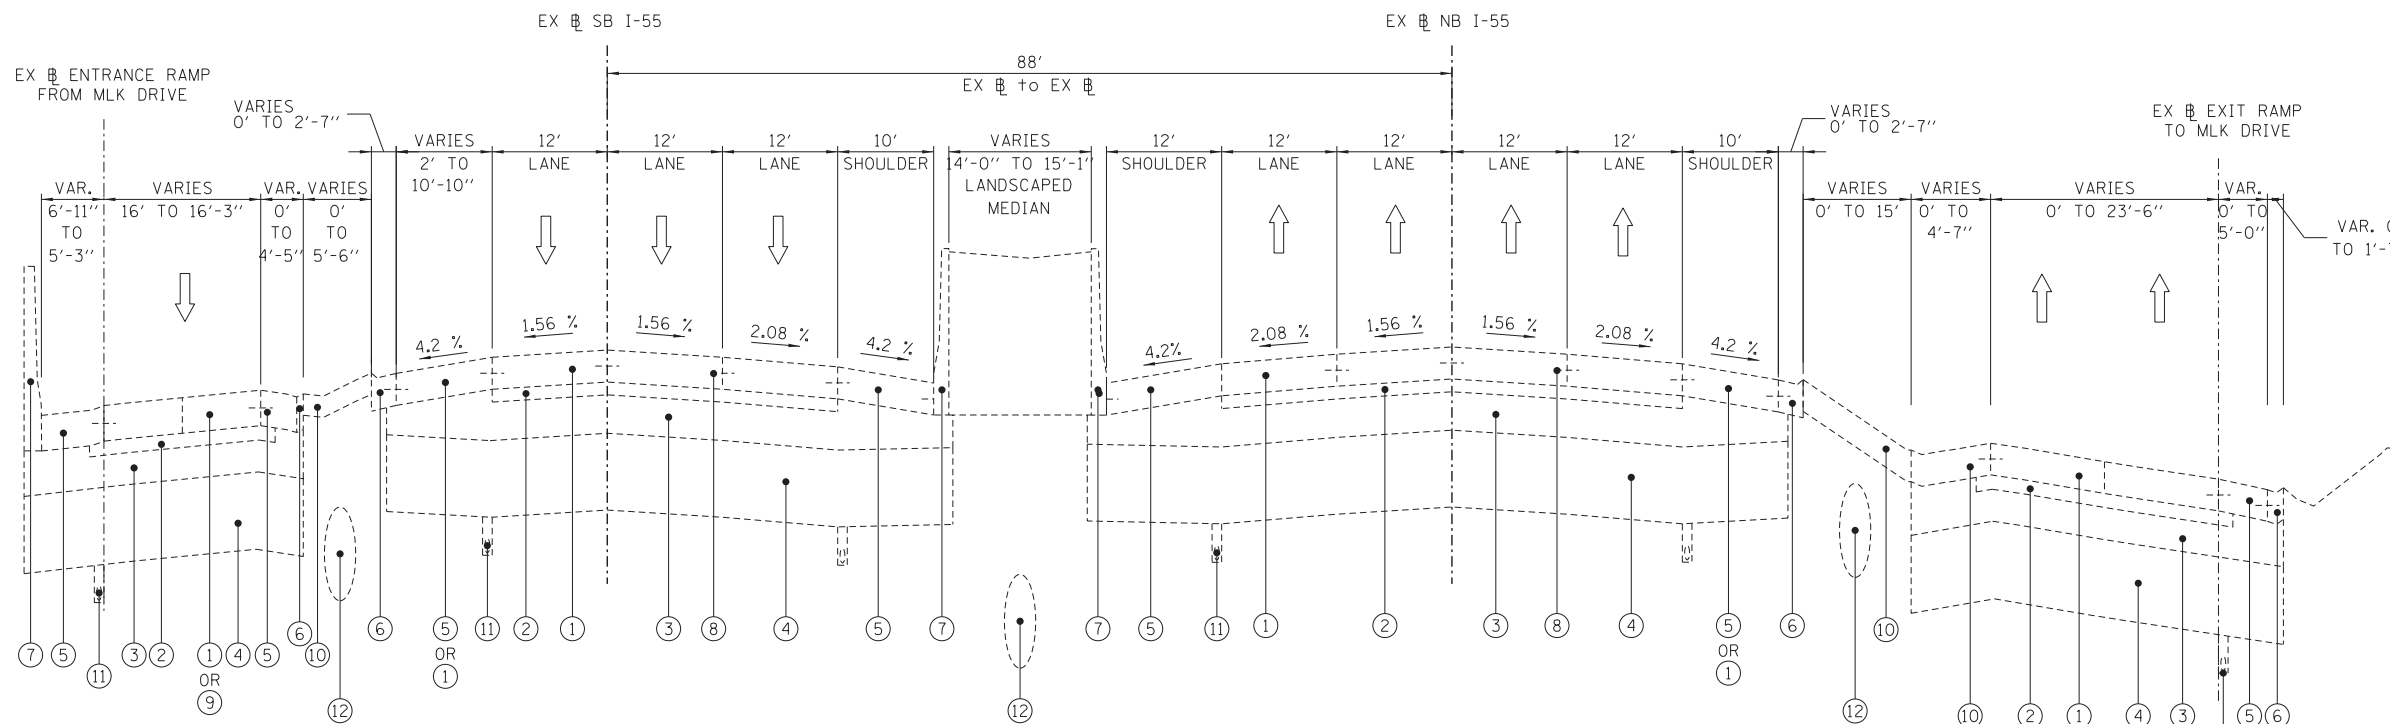 EX ℄ SB I-55
EX ℄ NB I-55
88'
EX ℄ to EX ℄
EX ℄ ENTRANCE RAMP
FROM MLK DRIVE
EX ℄ EXIT RAMP
TO MLK DRIVE
VARIES
0' TO 2'-7"
VARIES
2' TO
10'-10"
12'
LANE
12'
LANE
12'
LANE
10'
SHOULDER
VARIES
14'-0" TO 15'-1"
LANDSCAPED
MEDIAN
12'
SHOULDER
12'
LANE
12'
LANE
12'
LANE
12'
LANE
10'
SHOULDER
VARIES
0' TO 2'-7"
VAR.
6'-11"
TO
5'-3"
VARIES
16' TO 16'-3"
VAR.
0'
TO
4'-5"
VARIES
0'
TO
5'-6"
VARIES
0' TO 15'
VARIES
0' TO
4'-7"
VARIES
0' TO 23'-6"
VAR.
0' TO
5'-0"
VAR.
TO 1'-
4.2 %
1.56 %
1.56 %
2.08 %
4.2 %
4.2%
2.08 %
1.56 %
1.56 %
2.08 %
4.2 %
7 5 11 3 2 1 4 5 6 10 12
OR
9
6 5 11 2 1 3 8 4 5 7
OR
1
12
7 5 11 1 2 3 8 4 5 6
OR
1
12 10 10 2 1 4 3 5 6